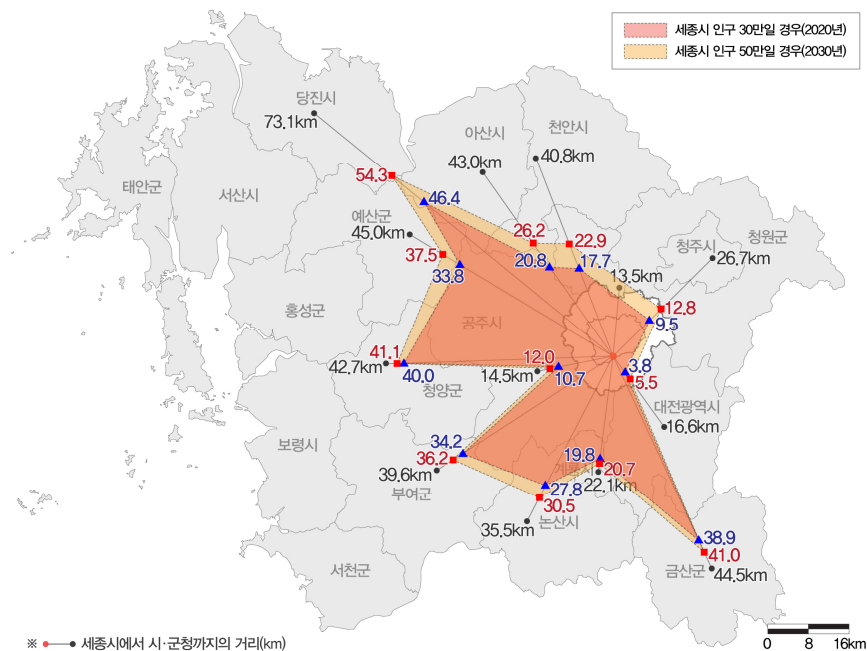 세종시 인구 30만일 경우(2020년)
세종시 인구 50만일 경우(2030년)
당진시
73.1km
아산시
43.0km
천안시
40.8km
54.3
46.4
태안군
서산시
예산군
45.0km
37.5
33.8
26.2
22.9
20.8
17.7
13.5km
청주시
청원군
26.7km
12.8
9.5
홍성군
공주시
41.1
42.7km
40.0
청양군
12.0
14.5km
10.7
3.8
5.5
대전광역시
16.6km
보령시
34.2
36.2
39.6km
부여군
19.8
20.7
계룡시
22.1km
27.8
30.5
35.5km
논산시
38.9
41.0
44.5km
금산군
서천군
※ 세종시에서 시·군청까지의 거리(km)
0 8 16km